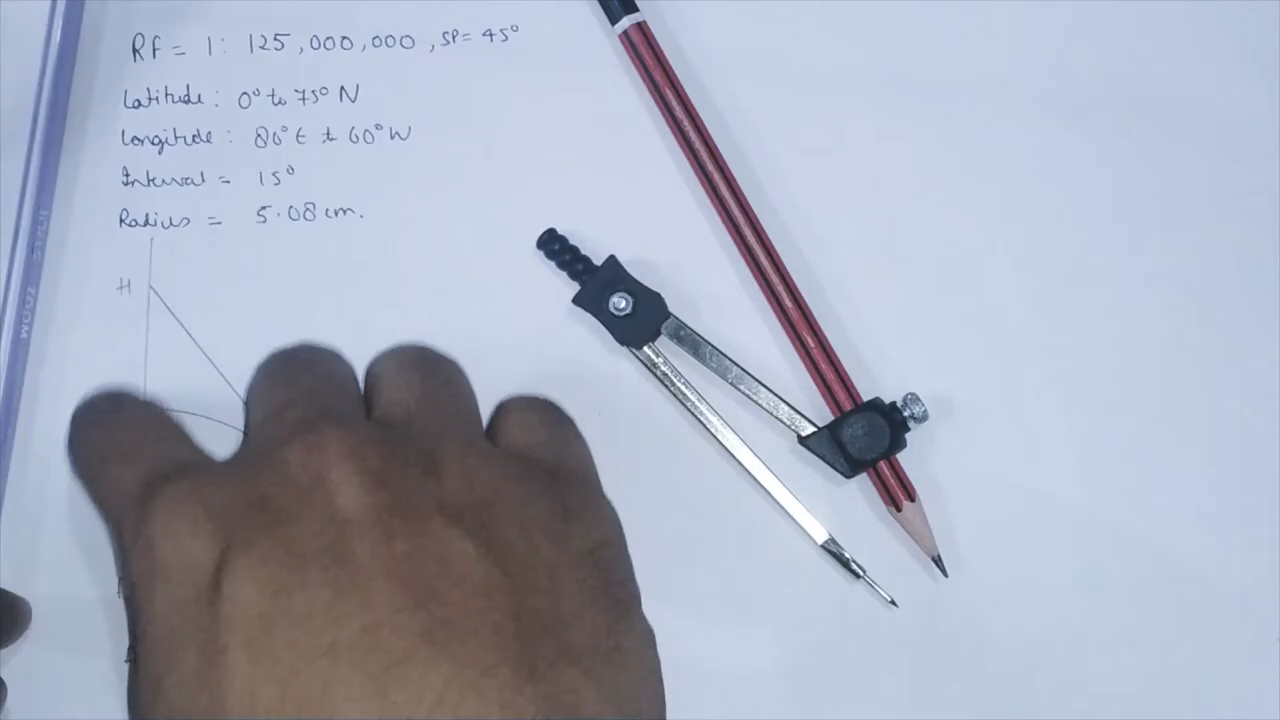 RF = 1 : 125,000,000 , SP = 45°
Latitude : 0° to 75° N
Longitude : 80° E to 60° W
Interval = 15°
Radius = 5.08 cm.
H